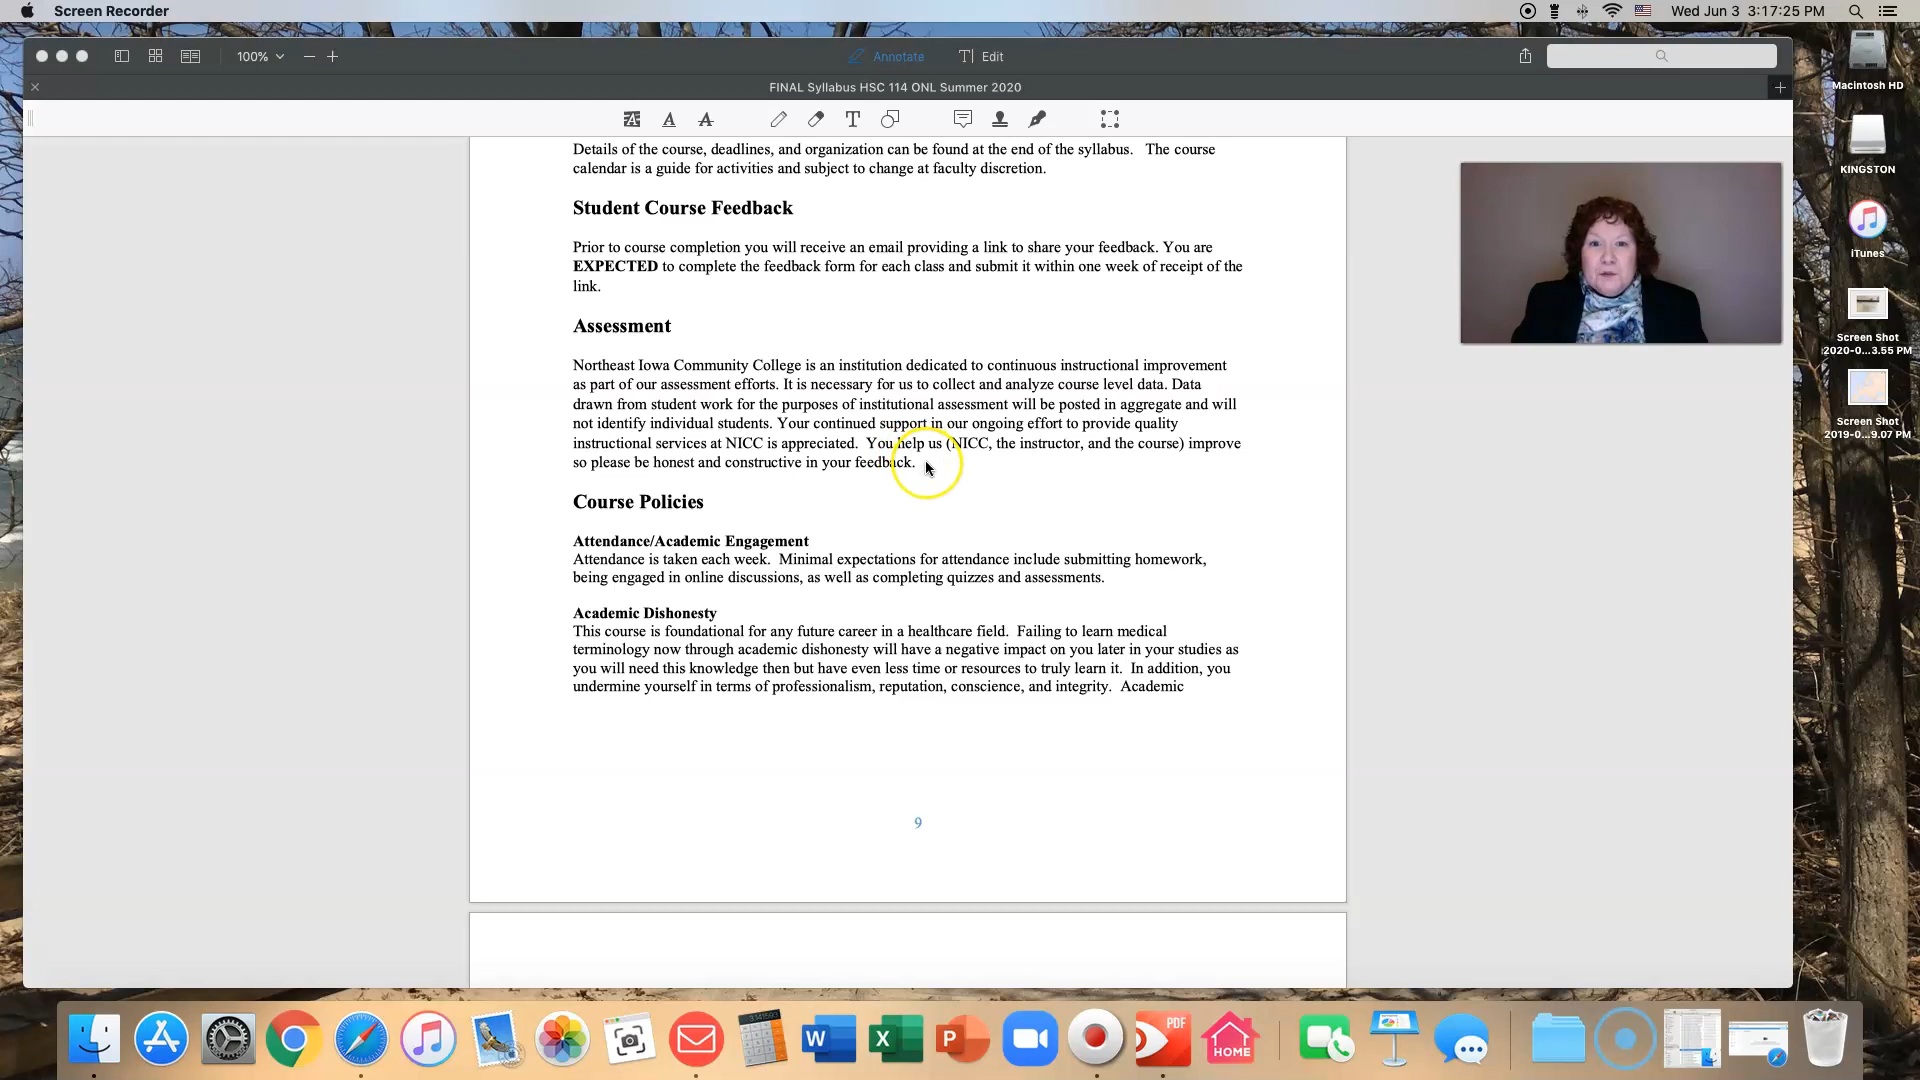 Screen Recorder
Wed Jun 3 3:17:25 PM
100%
Annotate
Edit
FINAL Syllabus HSC 114 ONL Summer 2020
Details of the course, deadlines, and organization can be found at the end of the syllabus. The course
calendar is a guide for activities and subject to change at faculty discretion.
Student Course Feedback
Prior to course completion you will receive an email providing a link to share your feedback. You are
EXPECTED to complete the feedback form for each class and submit it within one week of receipt of the
link.
Assessment
Northeast Iowa Community College is an institution dedicated to continuous instructional improvement
as part of our assessment efforts. It is necessary for us to collect and analyze course level data. Data
drawn from student work for the purposes of institutional assessment will be posted in aggregate and will
not identify individual students. Your continued support in our ongoing effort to provide quality
instructional services at NICC is appreciated. You help us (NICC, the instructor, and the course) improve
so please be honest and constructive in your feedback.
Course Policies
Attendance/Academic Engagement
Attendance is taken each week. Minimal expectations for attendance include submitting homework,
being engaged in online discussions, as well as completing quizzes and assessments.
Academic Dishonesty
This course is foundational for any future career in a healthcare field. Failing to learn medical
terminology now through academic dishonesty will have a negative impact on you later in your studies as
you will need this knowledge then but have even less time or resources to truly learn it. In addition, you
undermine yourself in terms of professionalism, reputation, conscience, and integrity. Academic
9
Macintosh HD
KINGSTON
iTunes
Screen Shot
2020-0...3.55 PM
Screen Shot
2019-0...9.07 PM
W
X
P
PDF
HOME